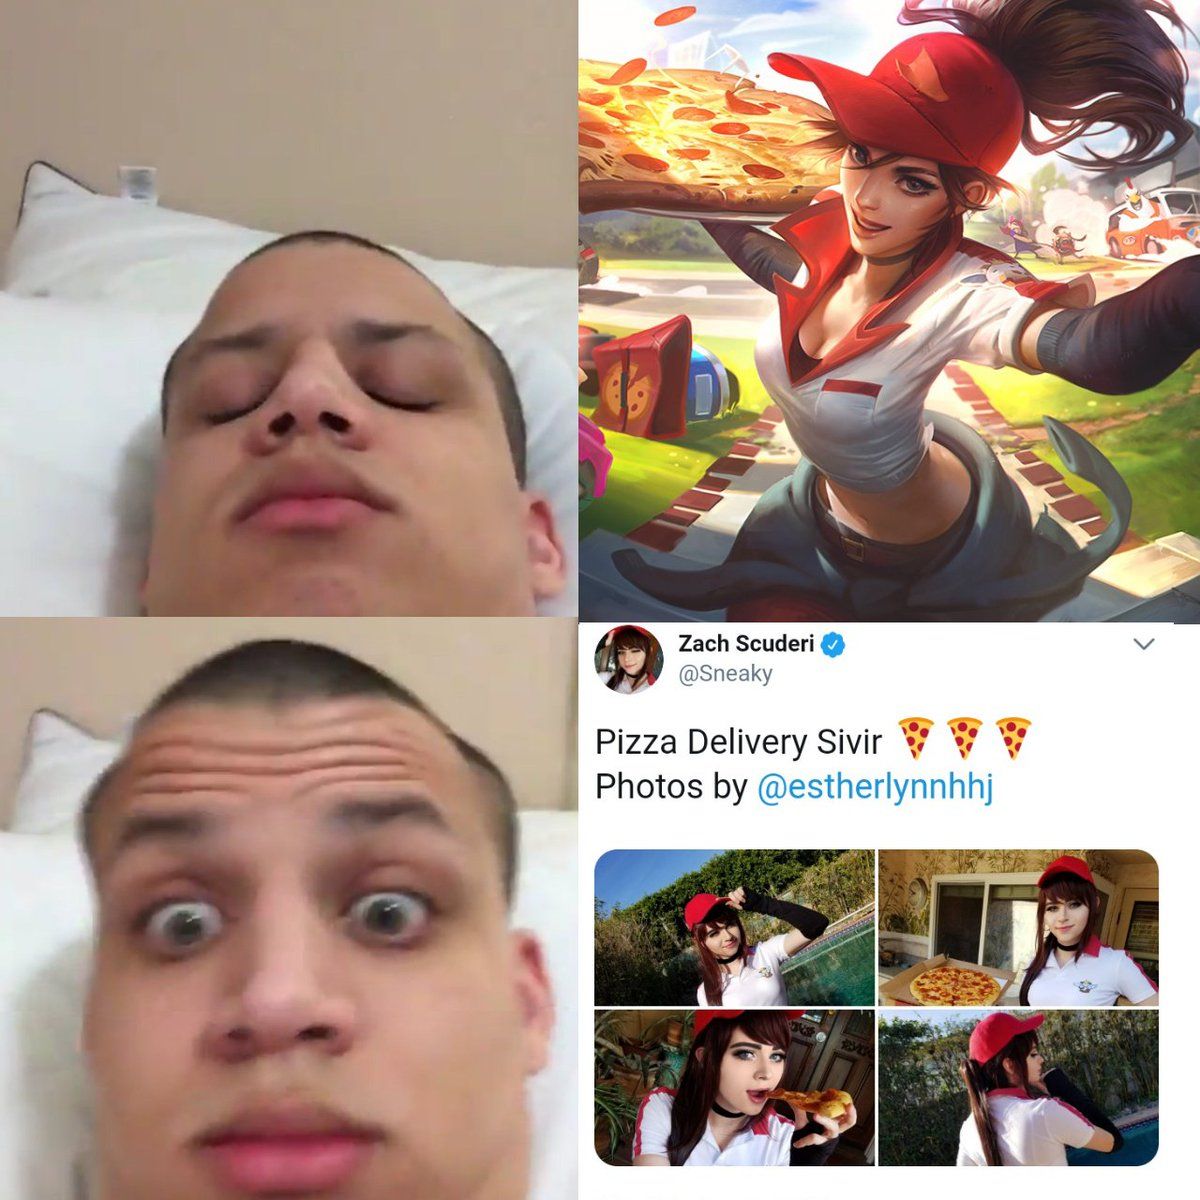 Zach Scuderi
@Sneaky
Pizza Delivery Sivir 🍕 🍕 🍕
Photos by @estherlynnhhj